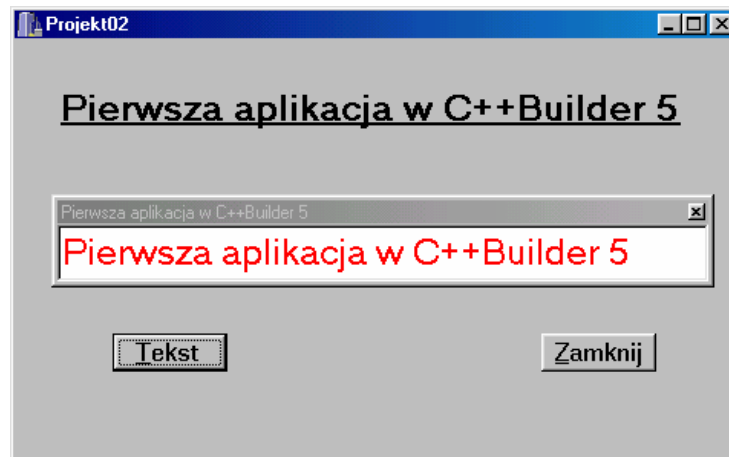 Projekt02
Pierwsza aplikacja w C++Builder 5
Pierwsza aplikacja w C++Builder 5
Pierwsza aplikacja w C++Builder 5
Tekst Zamknij